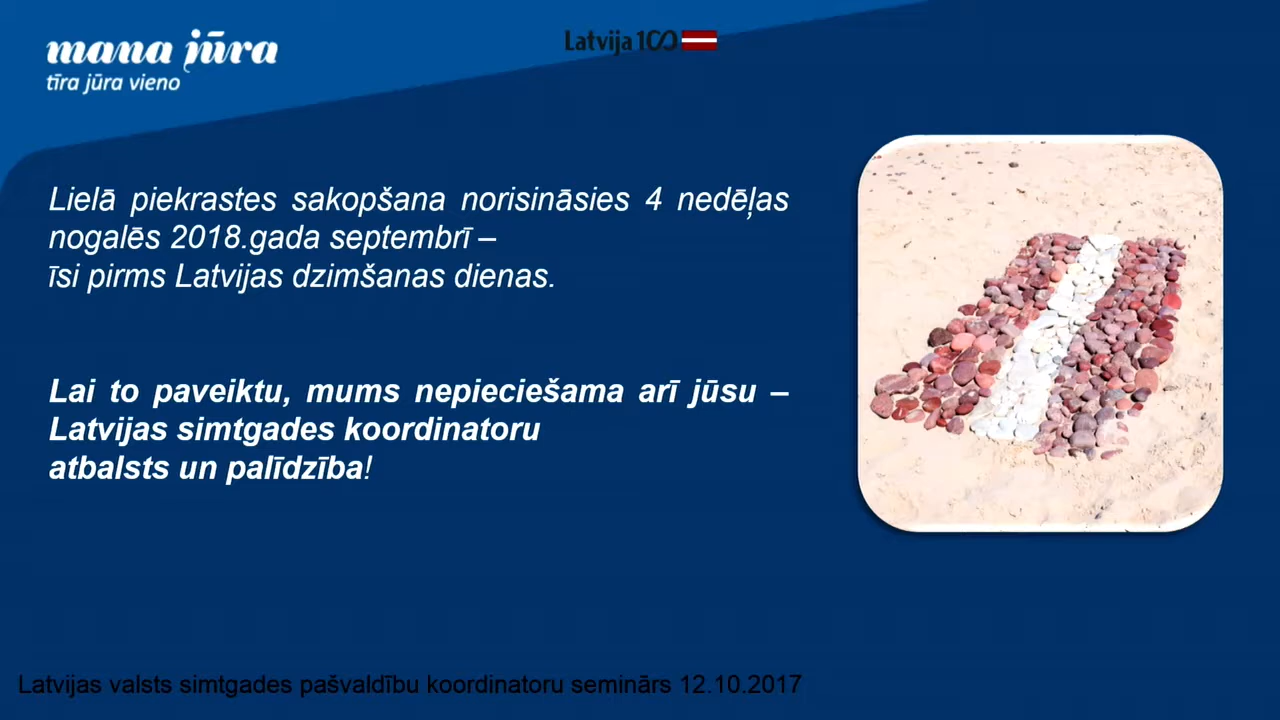 mana jūra
tīra jūra vieno
Latvija 100
Lielā piekrastes sakopšana norisināsies 4 nedēļas
nogalēs 2018.gada septembrī –
īsi pirms Latvijas dzimšanas dienas.
Lai to paveiktu, mums nepieciešama arī jūsu –
Latvijas simtgades koordinatoru
atbalsts un palīdzība!
Latvijas valsts simtgades pašvaldību koordinatoru seminārs 12.10.2017